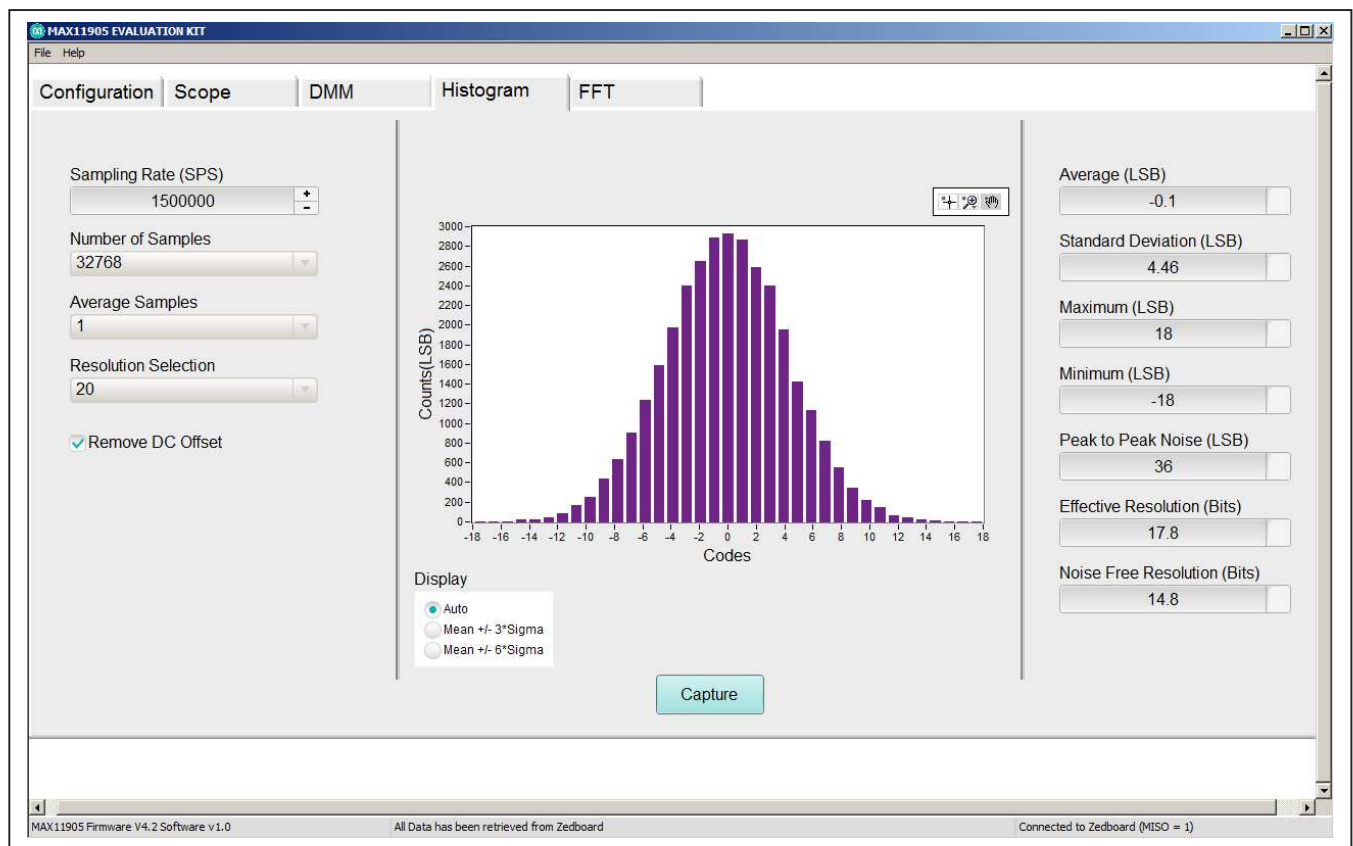 MAX11905 EVALUATION KIT
File Help
Configuration Scope DMM Histogram FFT
Sampling Rate (SPS)
1500000
Number of Samples
32768
Average Samples
1
Resolution Selection
20
Remove DC Offset
Counts(LSB)
3000
2800
2600
2400
2200
2000
1800
1600
1400
1200
1000
800
600
400
200
0
-18 -16 -14 -12 -10 -8 -6 -4 -2 0 2 4 6 8 10 12 14 16 18
Codes
Display
Auto
Mean +/- 3*Sigma
Mean +/- 6*Sigma
Capture
Average (LSB)
-0.1
Standard Deviation (LSB)
4.46
Maximum (LSB)
18
Minimum (LSB)
-18
Peak to Peak Noise (LSB)
36
Effective Resolution (Bits)
17.8
Noise Free Resolution (Bits)
14.8
MAX11905 Firmware V4.2 Software v1.0 All Data has been retrieved from Zedboard Connected to Zedboard (MISO = 1)